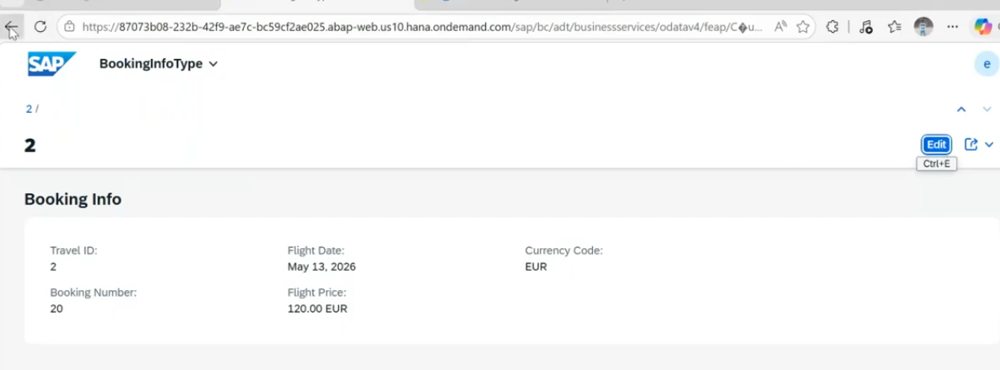 https://87073b08-232b-42f9-ae7c-bc59cf2ae025.abap-web.us10.hana.ondemand.com/sap/bc/adt/businessservices/odatav4/feap/C�u...
SAP BookingInfoType e
2 /
2 Edit
Ctrl+E
Booking Info
Travel ID: Flight Date: Currency Code:
2 May 13, 2026 EUR
Booking Number: Flight Price:
20 120.00 EUR